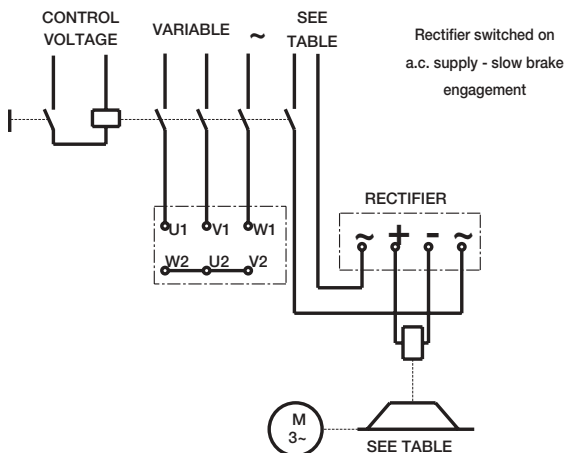 CONTROL
VOLTAGE
VARIABLE ~
SEE
TABLE
Rectifier switched on
a.c. supply - slow brake
engagement
RECTIFIER
~ + - ~
U1 V1 W1
W2 U2 V2
M
3~
SEE TABLE